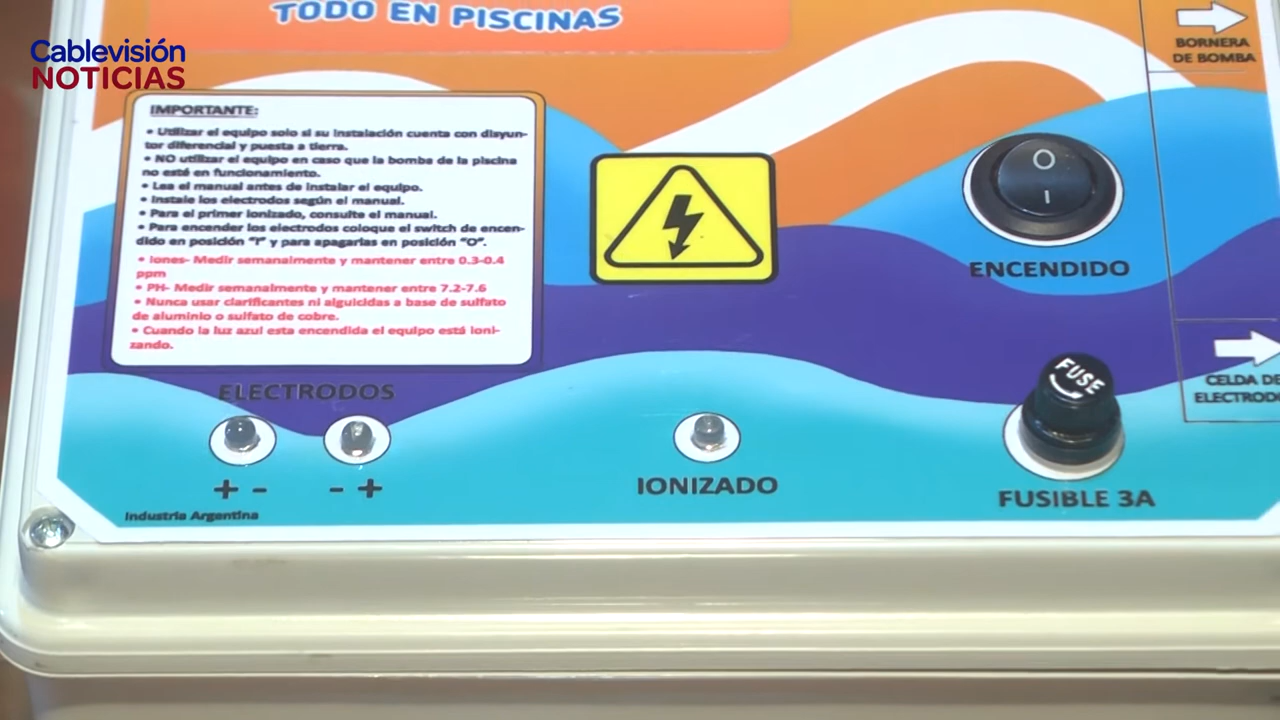 TODO EN PISCINAS
Cablevisión
NOTICIAS
BORNERA
DE BOMBA
IMPORTANTE:
• Utilizar el equipo solo si su instalación cuenta con disyun-
tor diferencial y puesta a tierra.
• NO utilizar el equipo en caso que la bomba de la piscina
no está en funcionamiento.
• Lea el manual antes de instalar el equipo.
• Instale los electrodos según el manual.
• Para el primer ionizado, consulte el manual.
• Para encender los electrodos coloque el switch de encen-
dido en posición "I" y para apagarlas en posición "O".
• Iones- Medir semanalmente y mantener entre 0.3-0.4
ppm
• PH- Medir semanalmente y mantener entre 7.2-7.6
• Nunca usar clarificantes ni alguicidas a base de sulfato
de aluminio o sulfato de cobre.
• Cuando la luz azul esta encendida el equipo está ioni-
zando.
O
I
ENCENDIDO
FUSE
CELDA DE
ELECTRODO
ELECTRODOS
+ -
- +
IONIZADO
FUSIBLE 3A
Industria Argentina